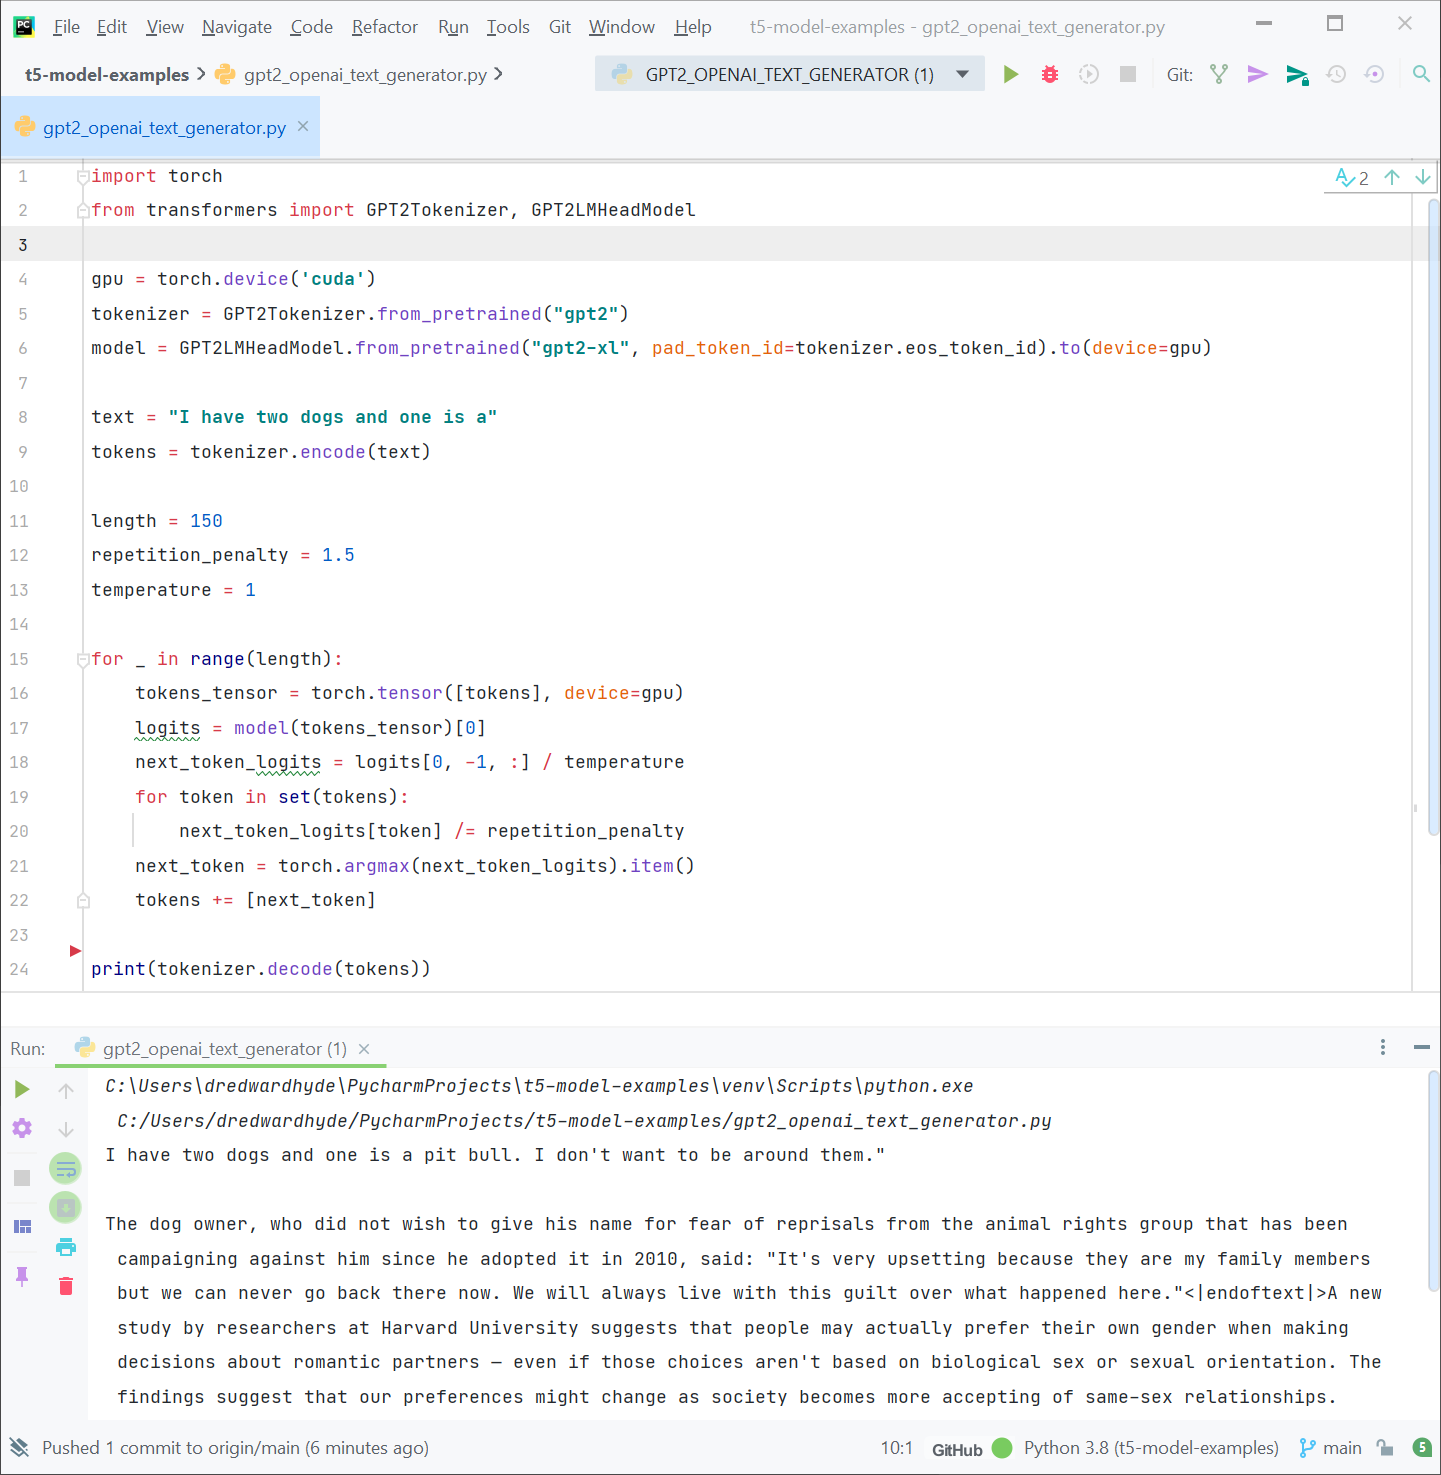 PC File Edit View Navigate Code Refactor Run Tools Git Window Help t5-model-examples - gpt2_openai_text_generator.py
t5-model-examples gpt2_openai_text_generator.py GPT2_OPENAI_TEXT_GENERATOR (1) Git:
gpt2_openai_text_generator.py
1 import torch
2 from transformers import GPT2Tokenizer, GPT2LMHeadModel
2
3
4 gpu = torch.device('cuda')
5 tokenizer = GPT2Tokenizer.from_pretrained("gpt2")
6 model = GPT2LMHeadModel.from_pretrained("gpt2-xl", pad_token_id=tokenizer.eos_token_id).to(device=gpu)
7
8 text = "I have two dogs and one is a"
9 tokens = tokenizer.encode(text)
10
11 length = 150
12 repetition_penalty = 1.5
13 temperature = 1
14
15 for _ in range(length):
16     tokens_tensor = torch.tensor([tokens], device=gpu)
17     logits = model(tokens_tensor)[0]
18     next_token_logits = logits[0, -1, :] / temperature
19     for token in set(tokens):
20         next_token_logits[token] /= repetition_penalty
21     next_token = torch.argmax(next_token_logits).item()
22     tokens += [next_token]
23
24 print(tokenizer.decode(tokens))
Run: gpt2_openai_text_generator (1)
C:\Users\dredwardhyde\PycharmProjects\t5-model-examples\venv\Scripts\python.exe
C:/Users/dredwardhyde/PycharmProjects/t5-model-examples/gpt2_openai_text_generator.py
I have two dogs and one is a pit bull. I don't want to be around them."
The dog owner, who did not wish to give his name for fear of reprisals from the animal rights group that has been
campaigning against him since he adopted it in 2010, said: "It's very upsetting because they are my family members
but we can never go back there now. We will always live with this guilt over what happened here."<|endoftext|>A new
study by researchers at Harvard University suggests that people may actually prefer their own gender when making
decisions about romantic partners — even if those choices aren't based on biological sex or sexual orientation. The
findings suggest that our preferences might change as society becomes more accepting of same-sex relationships.
Pushed 1 commit to origin/main (6 minutes ago) 10:1 GitHub Python 3.8 (t5-model-examples) main 5